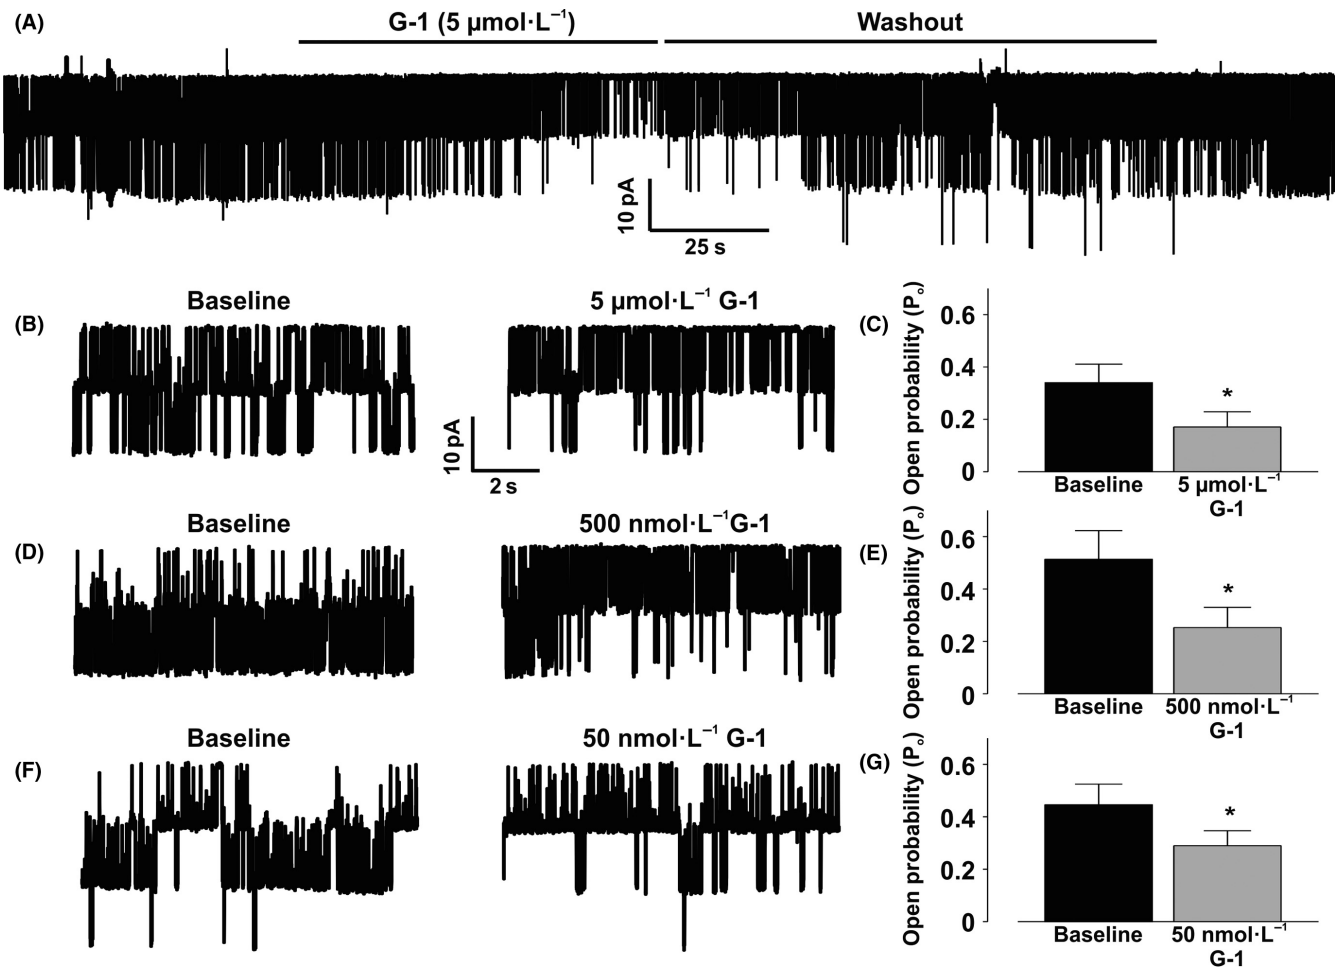 (A)
G-1 (5 µmol·L⁻¹)
Washout
10 pA
25 s
(B)
Baseline
5 µmol·L⁻¹ G-1
10 pA
2 s
(C)
Open probability (Pₒ)
0.6
0.4
0.2
0
*
Baseline
5 µmol·L⁻¹
G-1
(D)
Baseline
500 nmol·L⁻¹G-1
(E)
Open probability (Pₒ)
0.6
0.4
0.2
0
*
Baseline
500 nmol·L⁻¹
G-1
(F)
Baseline
50 nmol·L⁻¹ G-1
(G)
Open probability (Pₒ)
0.6
0.4
0.2
0
*
Baseline
50 nmol·L⁻¹
G-1